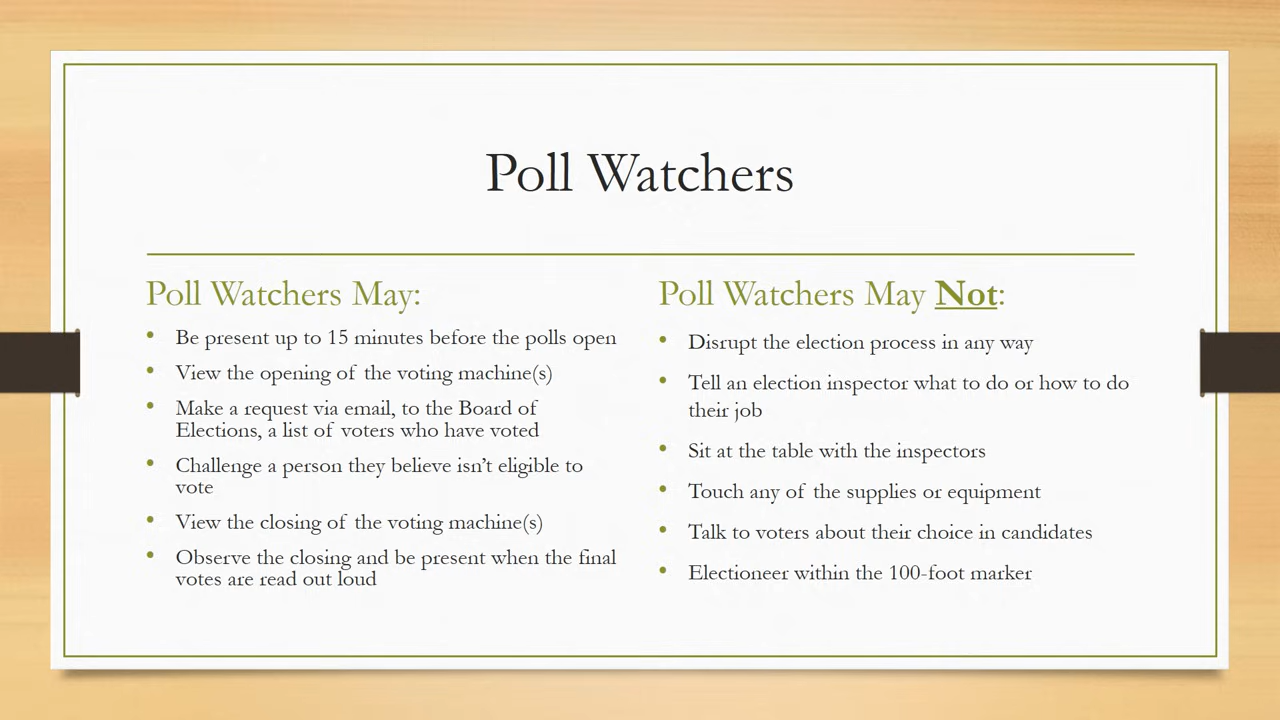 Poll Watchers
Poll Watchers May:
• Be present up to 15 minutes before the polls open
• View the opening of the voting machine(s)
• Make a request via email, to the Board of
Elections, a list of voters who have voted
• Challenge a person they believe isn’t eligible to
vote
• View the closing of the voting machine(s)
• Observe the closing and be present when the final
votes are read out loud
Poll Watchers May Not:
• Disrupt the election process in any way
• Tell an election inspector what to do or how to do
their job
• Sit at the table with the inspectors
• Touch any of the supplies or equipment
• Talk to voters about their choice in candidates
• Electioneer within the 100-foot marker